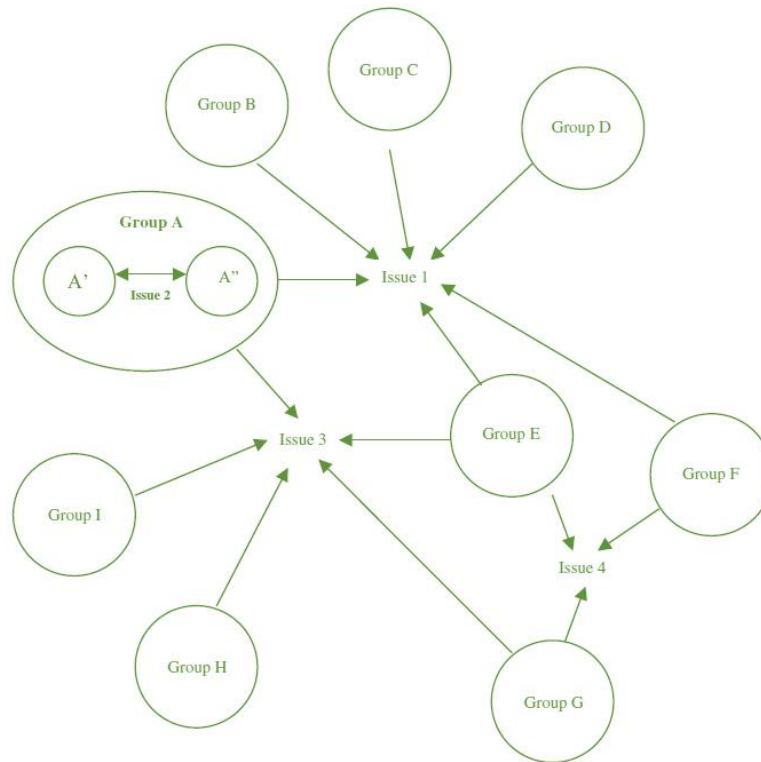 Group C
Group B
Group D
Group A
A’
A’’
Issue 2
Issue 1
Group E
Issue 3
Group F
Group I
Issue 4
Group H
Group G